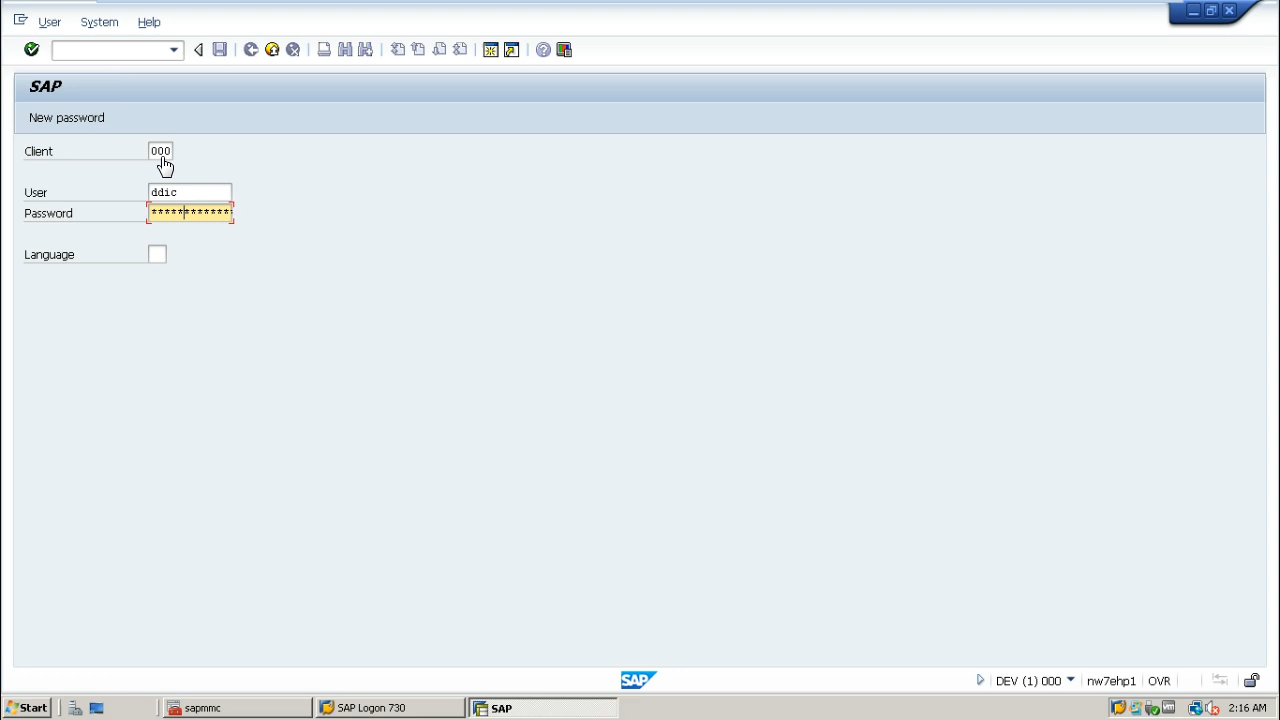 User System Help
SAP
New password
Client 000
User ddic
Password *****************
Language
SAP
DEV (1) 000 nw7ehp1 OVR
Start sapmmc SAP Logon 730 SAP 2:16 AM